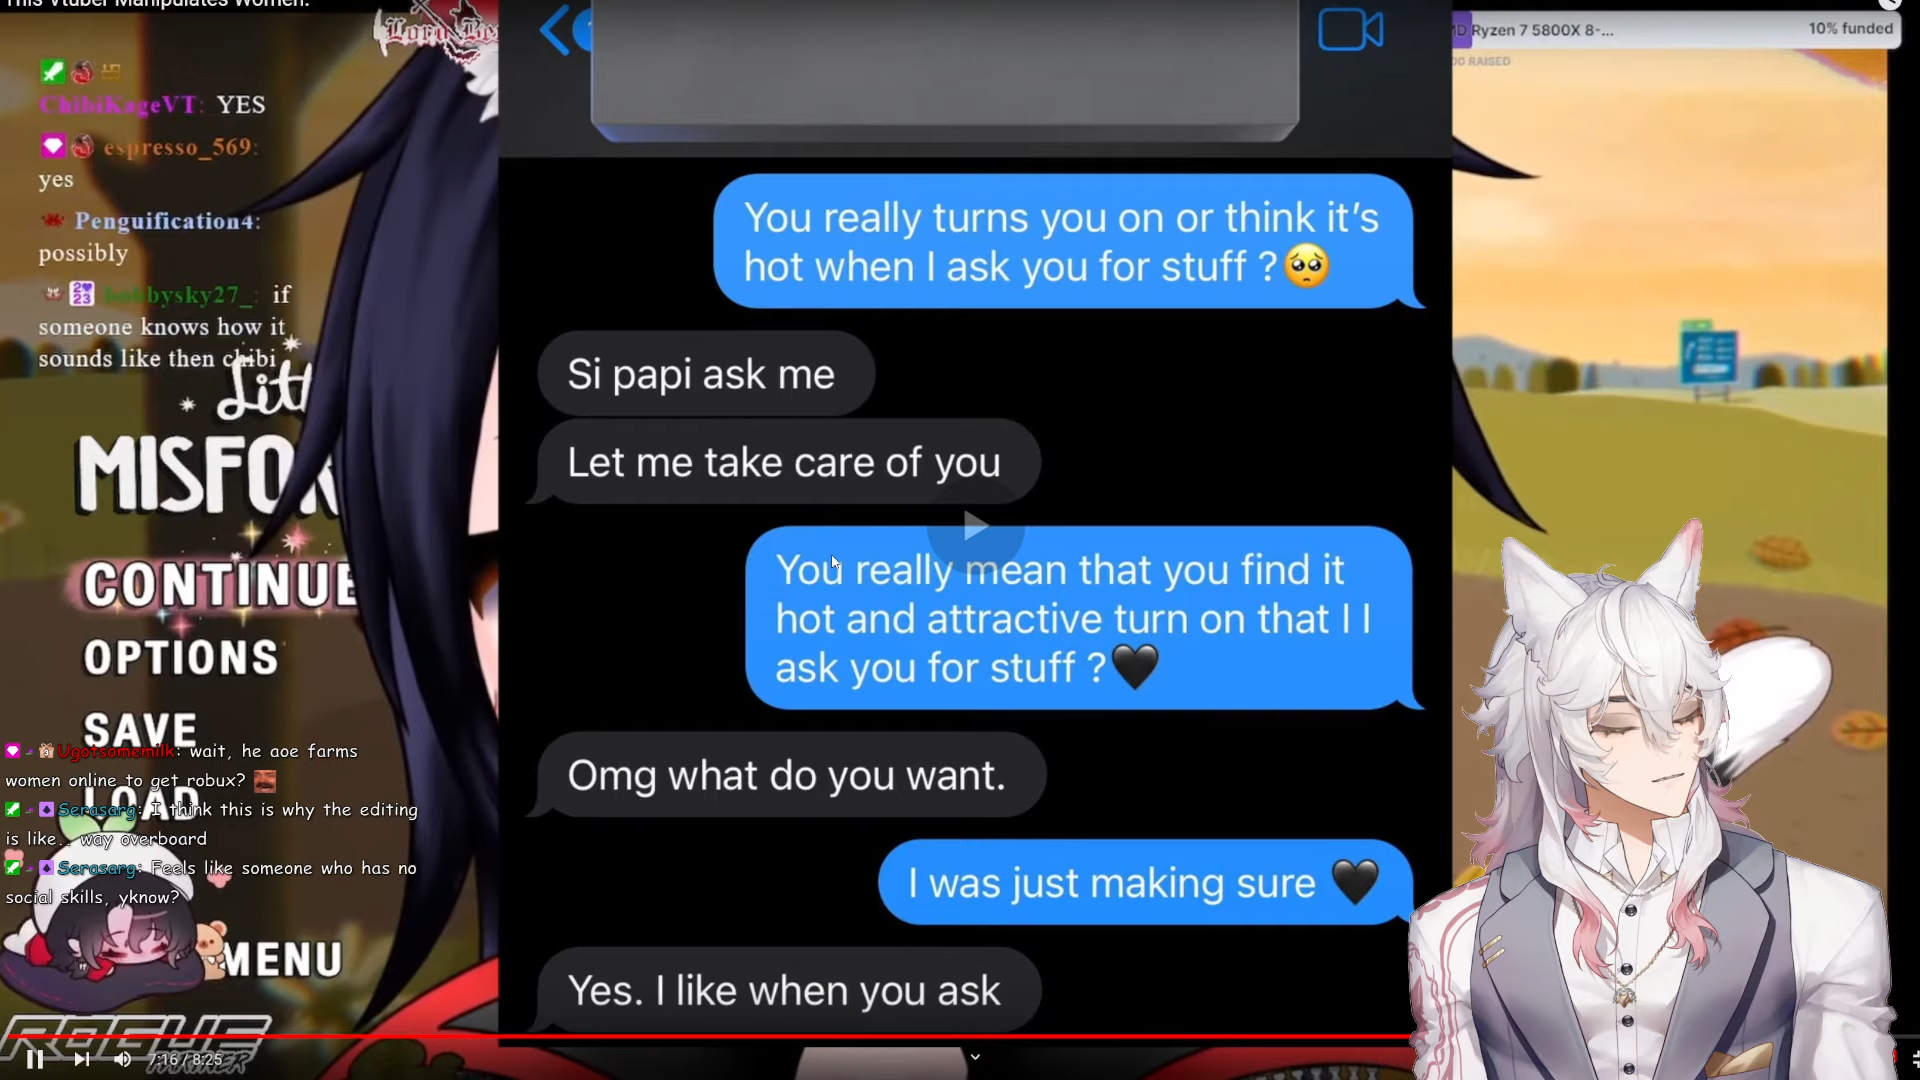 This Vtuber Manipulates Women.
ChibiKageVT: YES
espresso_569:
yes
Penguification4:
possibly
bobbysky27_: if
someone knows how it
sounds like then chibi
MISFOR
CONTINUE
OPTIONS
SAVE
LOAD
MENU
Ugotsomemilk: wait, he aoe farms
women online to get robux?
Serasarg: I think this is why the editing
is like.. way overboard
Serasarg: Feels like someone who has no
social skills, yknow?
ROGUE
7:16 / 8:25
You really turns you on or think it's
hot when I ask you for stuff ?🥺
Si papi ask me
Let me take care of you
You really mean that you find it
hot and attractive turn on that I I
ask you for stuff ?🖤
Omg what do you want.
I was just making sure 🖤
Yes. I like when you ask
Ryzen 7 5800X 8-...
10% funded
RAISED